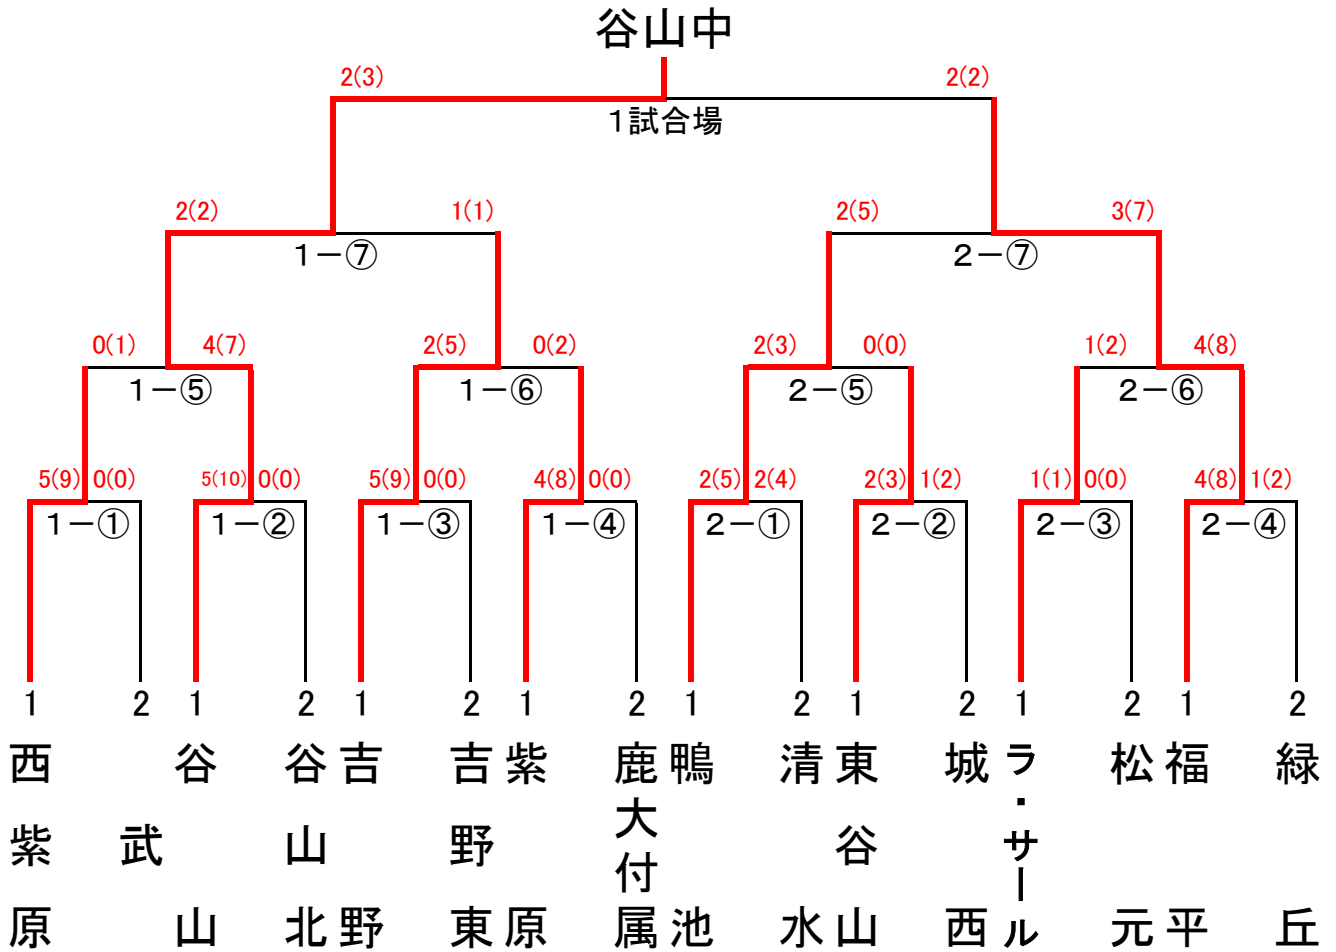 谷山中
2(3) 2(2)
1試合場
2(2) 1(1) 2(5) 3(7)
1－⑦ 2－⑦
0(1) 4(7) 2(5) 0(2) 2(3) 0(0) 1(2) 4(8)
1－⑤ 1－⑥ 2－⑤ 2－⑥
5(9) 0(0) 5(10) 0(0) 5(9) 0(0) 4(8) 0(0) 2(5) 2(4) 2(3) 1(2) 1(1) 0(0) 4(8) 1(2)
1－① 1－② 1－③ 1－④ 2－① 2－② 2－③ 2－④
1 2 1 2 1 2 1 2 1 2 1 2 1 2 1 2
西紫原
武
谷山
谷山北
吉野
吉野東
紫原
鹿大付属
鴨池
清水
東谷山
城西
ラ・サール
松元
福平
緑丘